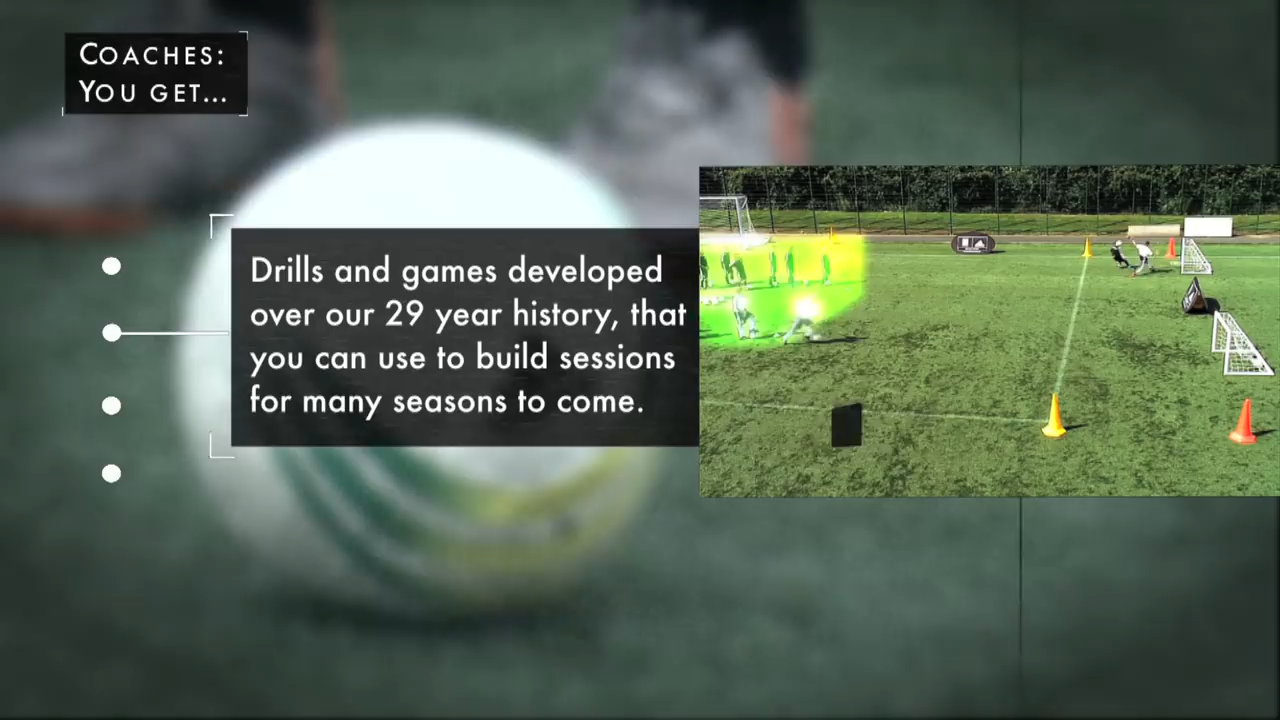 COACHES:
YOU GET...
Drills and games developed
over our 29 year history, that
you can use to build sessions
for many seasons to come.